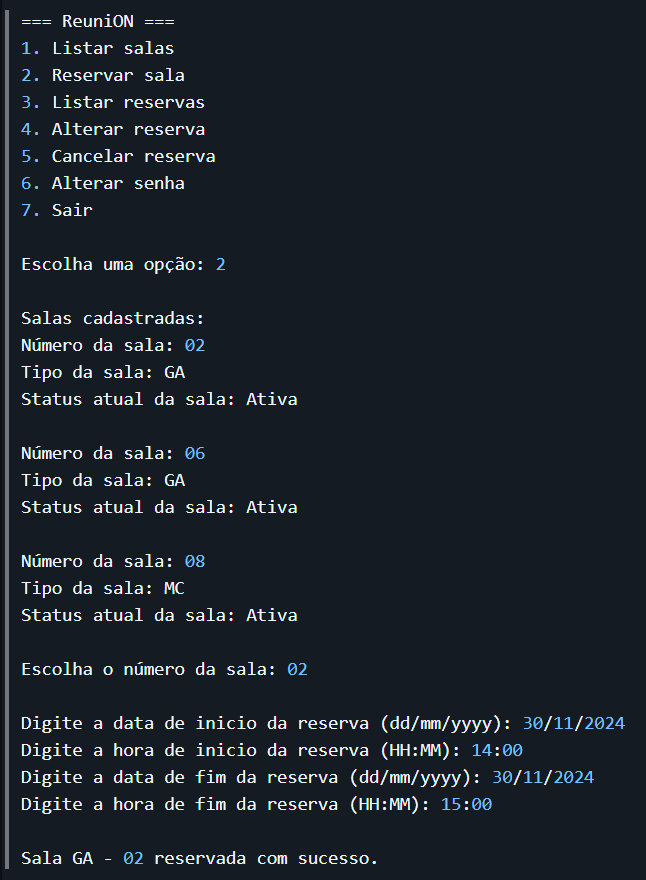 === ReuniON ===
1. Listar salas
2. Reservar sala
3. Listar reservas
4. Alterar reserva
5. Cancelar reserva
6. Alterar senha
7. Sair
Escolha uma opção: 2
Salas cadastradas:
Número da sala: 02
Tipo da sala: GA
Status atual da sala: Ativa
Número da sala: 06
Tipo da sala: GA
Status atual da sala: Ativa
Número da sala: 08
Tipo da sala: MC
Status atual da sala: Ativa
Escolha o número da sala: 02
Digite a data de inicio da reserva (dd/mm/yyyy): 30/11/2024
Digite a hora de inicio da reserva (HH:MM): 14:00
Digite a data de fim da reserva (dd/mm/yyyy): 30/11/2024
Digite a hora de fim da reserva (HH:MM): 15:00
Sala GA - 02 reservada com sucesso.